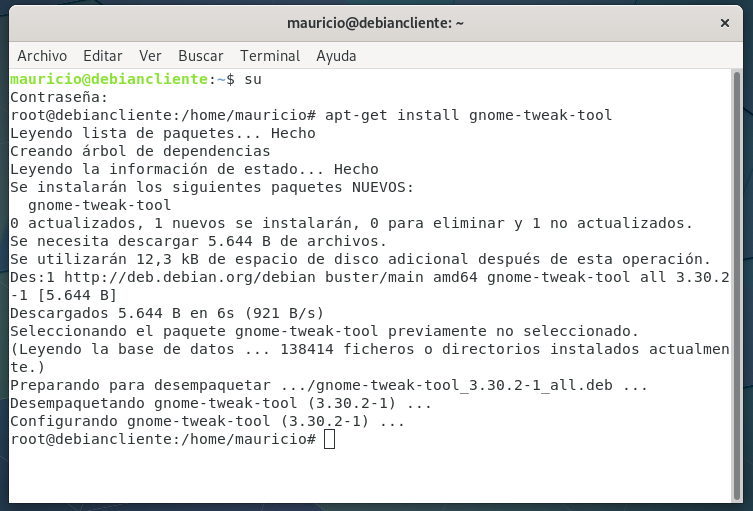 mauricio@debiancliente: ~
Archivo Editar Ver Buscar Terminal Ayuda
mauricio@debiancliente:~$ su
Contraseña:
root@debiancliente:/home/mauricio# apt-get install gnome-tweak-tool
Leyendo lista de paquetes... Hecho
Creando árbol de dependencias
Leyendo la información de estado... Hecho
Se instalarán los siguientes paquetes NUEVOS:
  gnome-tweak-tool
0 actualizados, 1 nuevos se instalarán, 0 para eliminar y 1 no actualizados.
Se necesita descargar 5.644 B de archivos.
Se utilizarán 12,3 kB de espacio de disco adicional después de esta operación.
Des:1 http://deb.debian.org/debian buster/main amd64 gnome-tweak-tool all 3.30.2
-1 [5.644 B]
Descargados 5.644 B en 6s (921 B/s)
Seleccionando el paquete gnome-tweak-tool previamente no seleccionado.
(Leyendo la base de datos ... 138414 ficheros o directorios instalados actualmen
te.)
Preparando para desempaquetar .../gnome-tweak-tool_3.30.2-1_all.deb ...
Desempaquetando gnome-tweak-tool (3.30.2-1) ...
Configurando gnome-tweak-tool (3.30.2-1) ...
root@debiancliente:/home/mauricio#